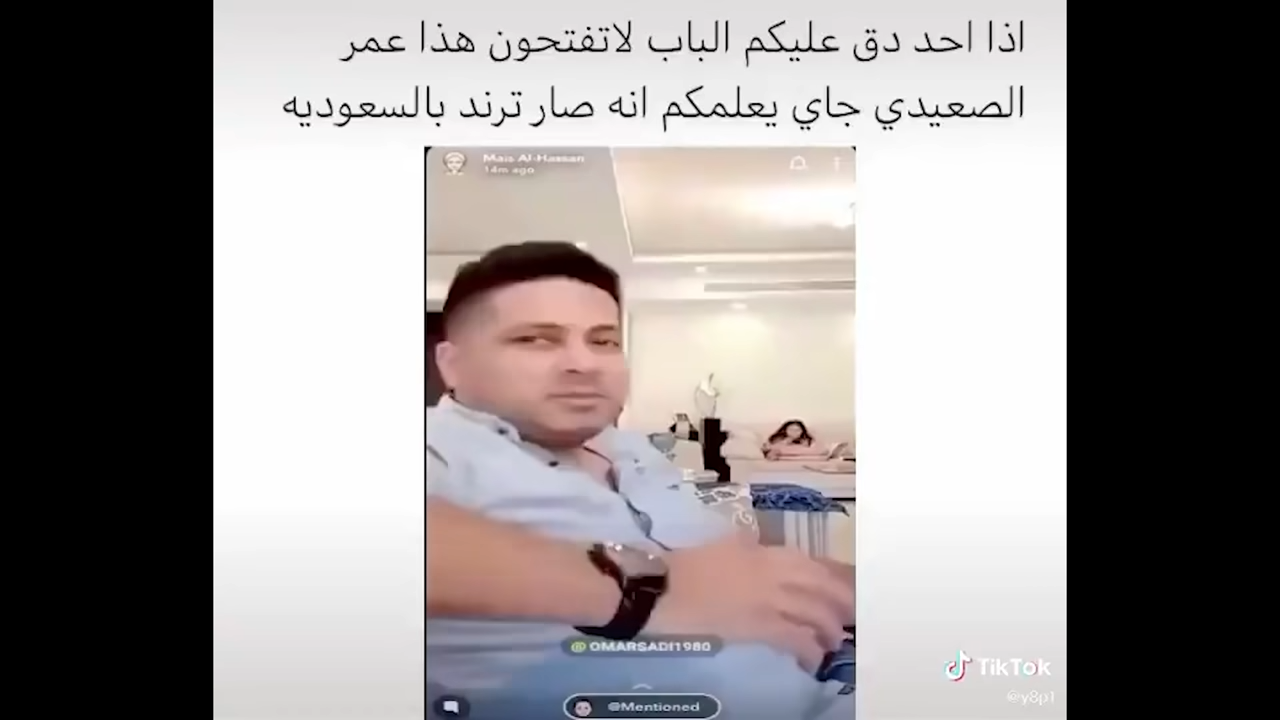 اذا احد دق عليكم الباب لاتفتحون هذا عمر
الصعيدي جاي يعلمكم انه صار ترند بالسعوديه
Mais Al-Hassan
14m ago
@OMARSADI1980
@Mentioned
TikTok
@y8p1